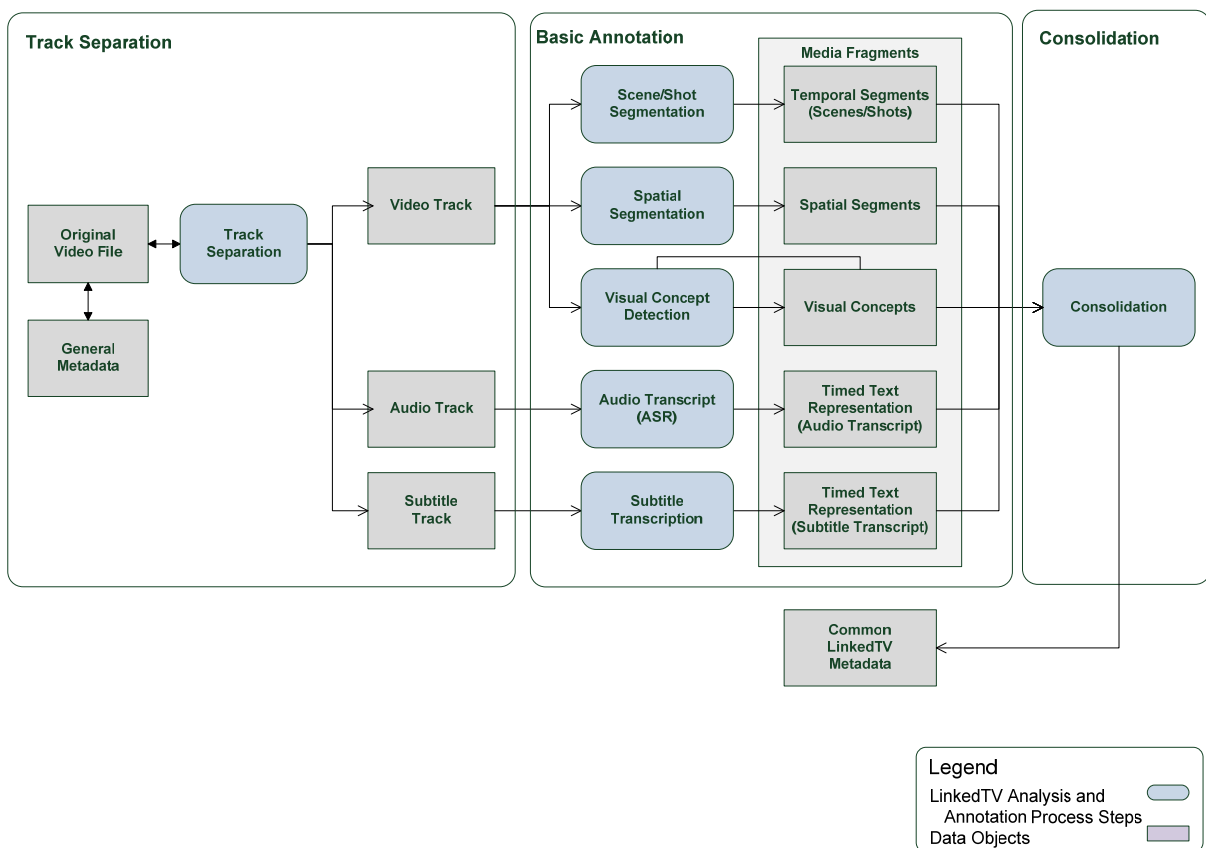 Track Separation
Original
Video File
General
Metadata
Track
Separation
Video Track
Audio Track
Subtitle
Track
Basic Annotation
Scene/Shot
Segmentation
Spatial
Segmentation
Visual Concept
Detection
Audio Transcript
(ASR)
Subtitle
Transcription
Media Fragments
Temporal Segments
(Scenes/Shots)
Spatial Segments
Visual Concepts
Timed Text
Representation
(Audio Transcript)
Timed Text
Representation
(Subtitle Transcript)
Consolidation
Consolidation
Common
LinkedTV
Metadata
Legend
LinkedTV Analysis and
Annotation Process Steps
Data Objects